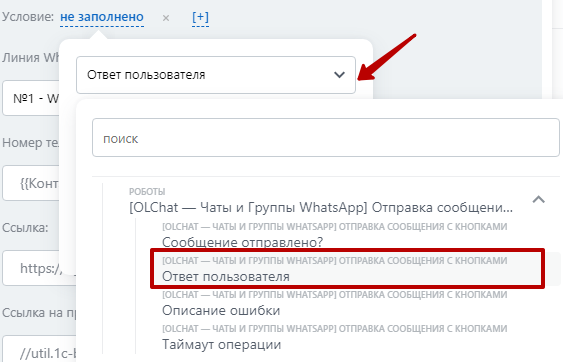 Условие: не заполнено × [+]
Линия Wh
Ответ пользователя
№1 - W
поиск
Номер тел
{{Конт
РОБОТЫ
[OLChat — Чаты и Группы WhatsApp] Отправка сообщени...
[OLCHAT — ЧАТЫ И ГРУППЫ WHATSAPP] ОТПРАВКА СООБЩЕНИЯ С КНОПКАМИ
Сообщение отправлено?
Ссылка:
[OLCHAT — ЧАТЫ И ГРУППЫ WHATSAPP] ОТПРАВКА СООБЩЕНИЯ С КНОПКАМИ
Ответ пользователя
https:/
[OLCHAT — ЧАТЫ И ГРУППЫ WHATSAPP] ОТПРАВКА СООБЩЕНИЯ С КНОПКАМИ
Описание ошибки
Ссылка на пр
[OLCHAT — ЧАТЫ И ГРУППЫ WHATSAPP] ОТПРАВКА СООБЩЕНИЯ С КНОПКАМИ
Таймаут операции
//util.1c-b